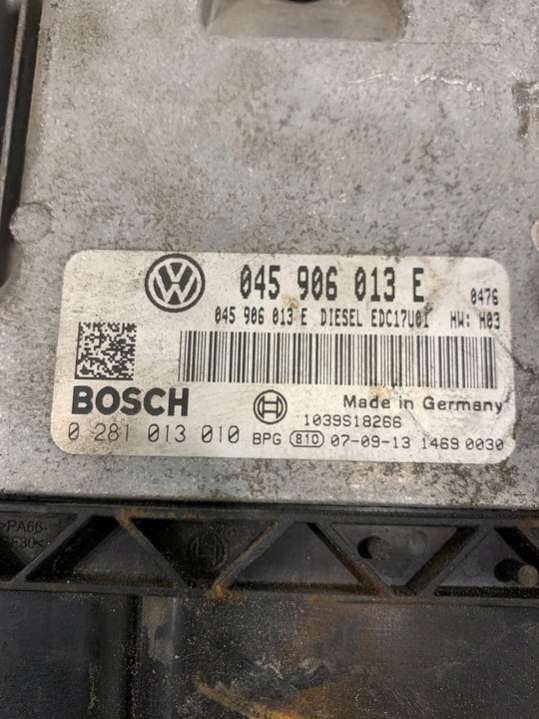 045 906 013 E 0476
045 906 013 E DIESEL EDC17U01 HW: H03
BOSCH
Made in Germany
1039S18266
0 281 013 010 BPG 810 07-09-13 1469 0030
>PA66-